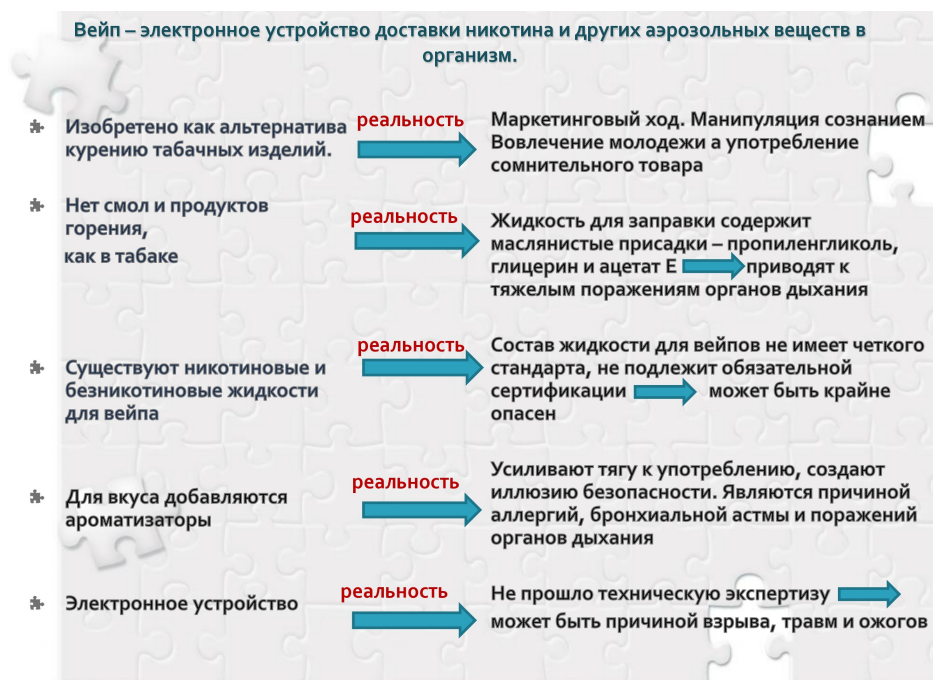 Вейп – электронное устройство доставки никотина и других аэрозольных веществ в
организм.
Изобретено как альтернатива
курению табачных изделий.
реальность
Маркетинговый ход. Манипуляция сознанием
Вовлечение молодежи а употребление
сомнительного товара
Нет смол и продуктов
горения,
как в табаке
реальность
Жидкость для заправки содержит
маслянистые присадки – пропиленгликоль,
глицерин и ацетат Е приводят к
тяжелым поражениям органов дыхания
Существуют никотиновые и
безникотиновые жидкости
для вейпа
реальность
Состав жидкости для вейпов не имеет четкого
стандарта, не подлежит обязательной
сертификации может быть крайне
опасен
Для вкуса добавляются
ароматизаторы
реальность
Усиливают тягу к употреблению, создают
иллюзию безопасности. Являются причиной
аллергий, бронхиальной астмы и поражений
органов дыхания
Электронное устройство
реальность
Не прошло техническую экспертизу
может быть причиной взрыва, травм и ожогов